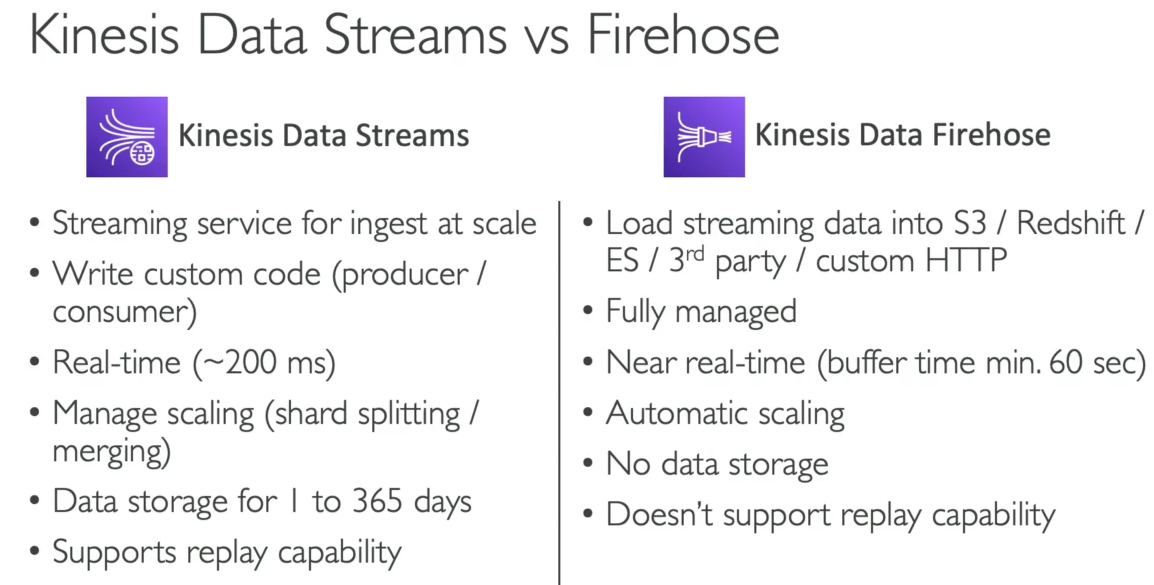 Kinesis Data Streams vs Firehose
Kinesis Data Streams
• Streaming service for ingest at scale
• Write custom code (producer /
consumer)
• Real-time (~200 ms)
• Manage scaling (shard splitting /
merging)
• Data storage for 1 to 365 days
• Supports replay capability
Kinesis Data Firehose
• Load streaming data into S3 / Redshift /
ES / 3rd party / custom HTTP
• Fully managed
• Near real-time (buffer time min. 60 sec)
• Automatic scaling
• No data storage
• Doesn't support replay capability